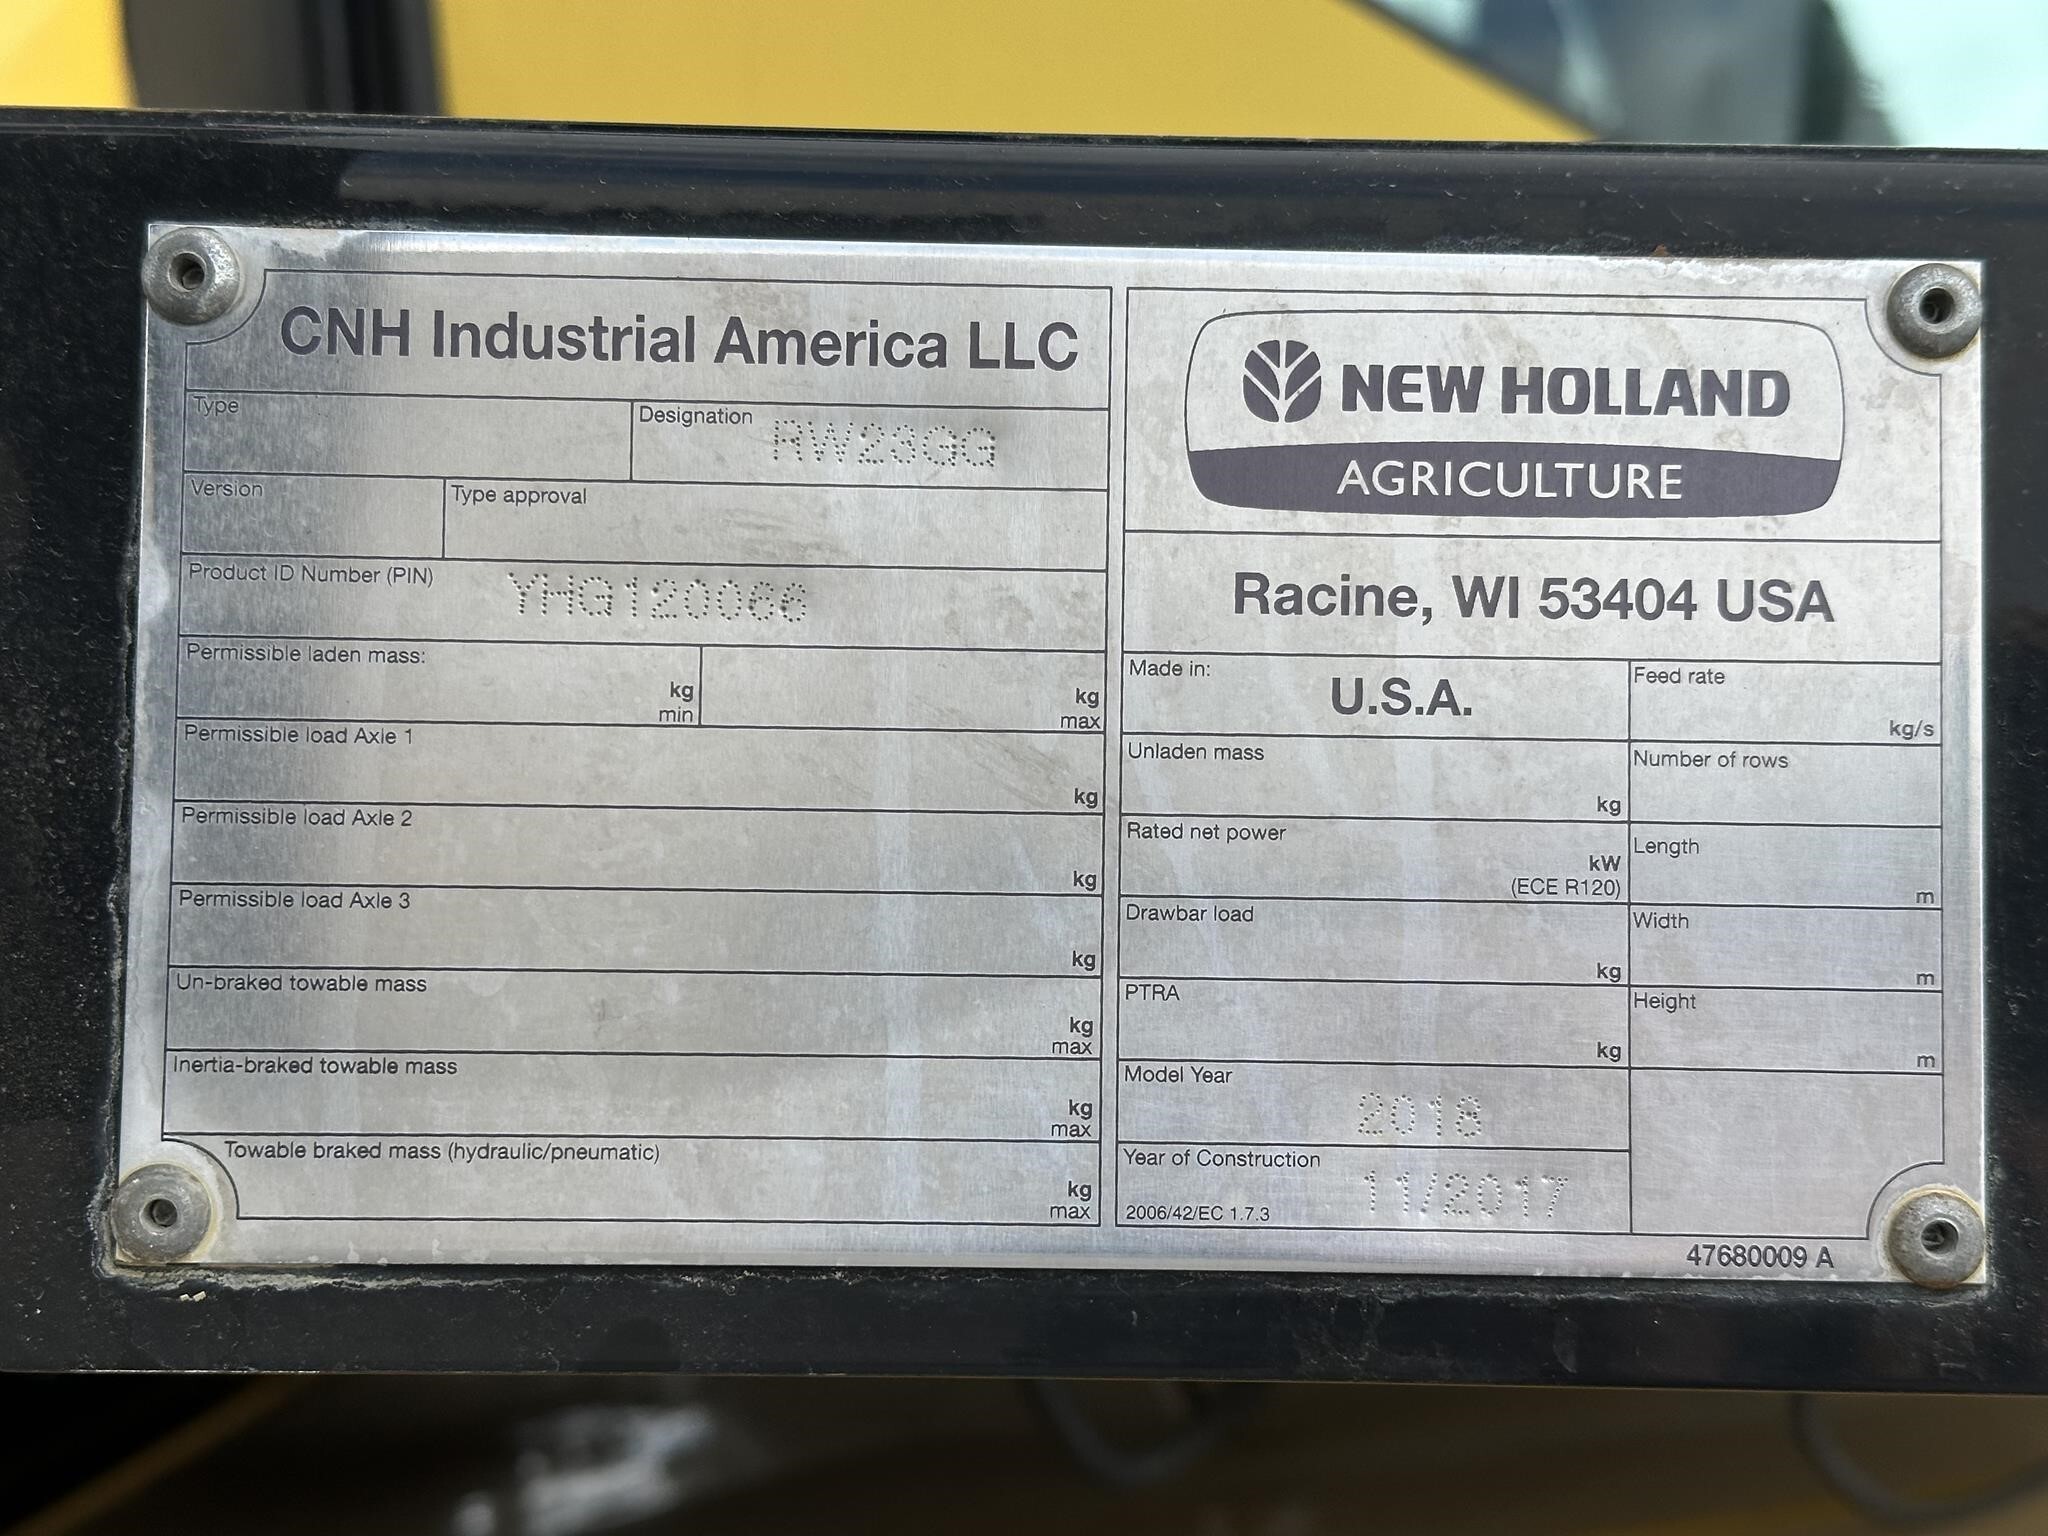 CNH Industrial America LLC
Type
Designation RW23GG
Version
Type approval
Product ID Number (PIN) YHG120066
Permissible laden mass:
kg
min
kg
max
Permissible load Axle 1
kg
Permissible load Axle 2
kg
Permissible load Axle 3
kg
Un-braked towable mass
kg
max
Inertia-braked towable mass
kg
max
Towable braked mass (hydraulic/pneumatic)
kg
max
NEW HOLLAND
AGRICULTURE
Racine, WI 53404 USA
Made in:
U.S.A.
Feed rate
kg/s
Unladen mass
kg
Number of rows
Rated net power
kW
(ECE R120)
Length
m
Drawbar load
kg
Width
m
PTRA
kg
Height
m
Model Year
2018
Year of Construction
11/2017
2006/42/EC 1.7.3
47680009 A